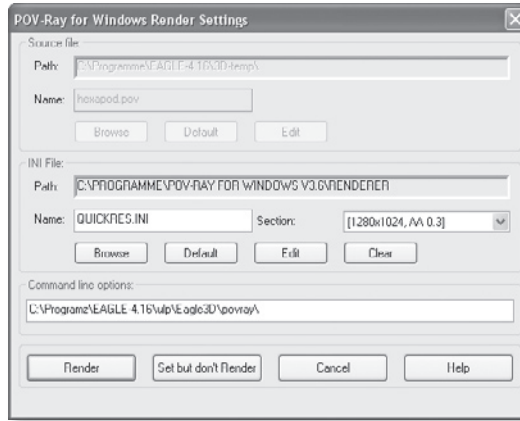 POV-Ray for Windows Render Settings
Source file:
Path: C:\Programme\EAGLE-4.16\3D-temp\
Name: hexapod.pov
Browse Default Edit
INI File:
Path: C:\PROGRAMME\POV-RAY FOR WINDOWS V3.6\RENDERER
Name: QUICKRES.INI Section: [1280x1024, AA 0.3]
Browse Default Edit Clear
Command line options:
C:\Programz\EAGLE-4.16\ulp\Eagle3D\povray\
Render Set but don't Render Cancel Help